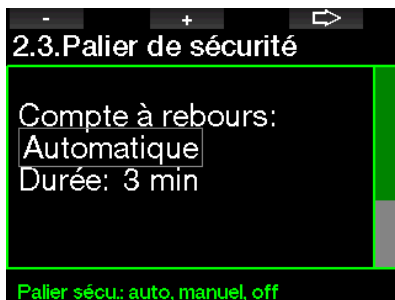 - + ⇨
2.3.Palier de sécurité
Compte à rebours:
Automatique
Durée: 3 min
Palier sécu.: auto, manuel, off